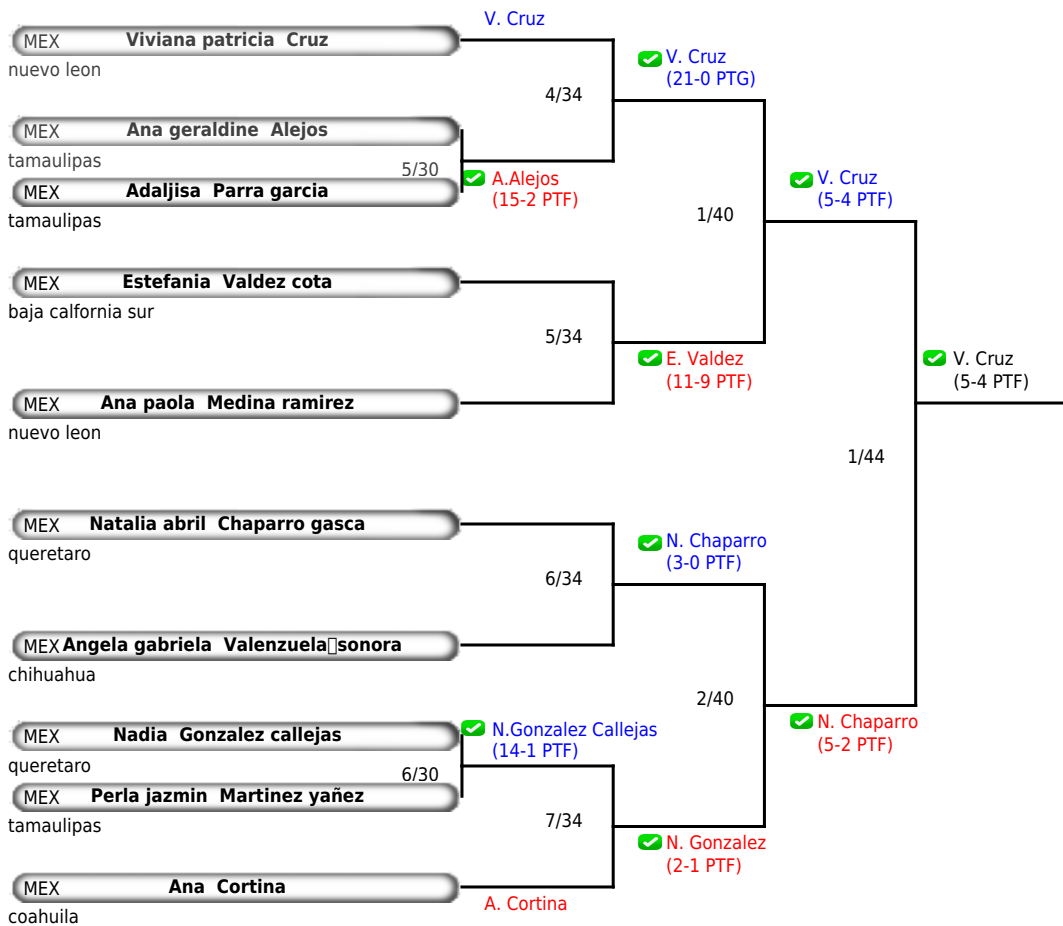 V. Cruz
MEX Viviana patricia Cruz
nuevo leon
V. Cruz
(21-0 PTG)
4/34
MEX Ana geraldine Alejos
tamaulipas
5/30
A.Alejos
(15-2 PTF)
MEX Adaljisa Parra garcia
tamaulipas
V. Cruz
(5-4 PTF)
1/40
MEX Estefania Valdez cota
baja calfornia sur
5/34
E. Valdez
(11-9 PTF)
V. Cruz
(5-4 PTF)
MEX Ana paola Medina ramirez
nuevo leon
1/44
MEX Natalia abril Chaparro gasca
queretaro
N. Chaparro
(3-0 PTF)
6/34
MEX Angela gabriela Valenzuela▯sonora
chihuahua
2/40
N. Chaparro
(5-2 PTF)
MEX Nadia Gonzalez callejas
queretaro
6/30
N.Gonzalez Callejas
(14-1 PTF)
MEX Perla jazmin Martinez yañez
tamaulipas
7/34
N. Gonzalez
(2-1 PTF)
MEX Ana Cortina
coahuila
A. Cortina